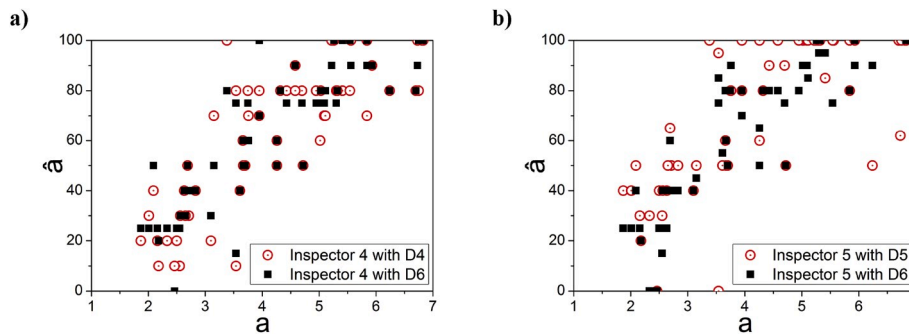 a)
100
80
60
40
20
0
â
1 2 3 4 5 6 7
a
Inspector 4 with D4
Inspector 4 with D6
b)
100
80
60
40
20
0
â
1 2 3 4 5 6
a
Inspector 5 with D5
Inspector 5 with D6